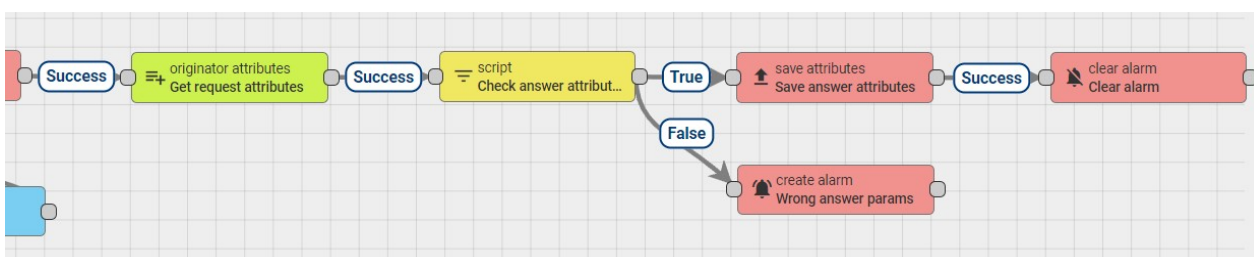 Success
originator attributes
Get request attributes
Success
script
Check answer attribut...
True
save attributes
Save answer attributes
Success
clear alarm
Clear alarm
False
create alarm
Wrong answer params